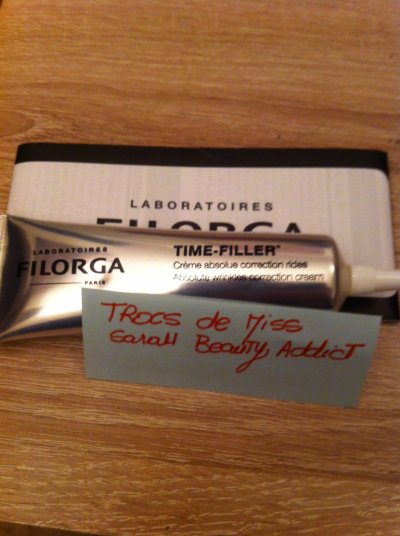 LABORATOIRES
FILORGA
LABORATOIRES
FILORGA
PARIS
TIME-FILLER®
Crème absolue correction rides
Absolute wrinkles correction cream
TROCS de Miss
Sarah Beauty Addict